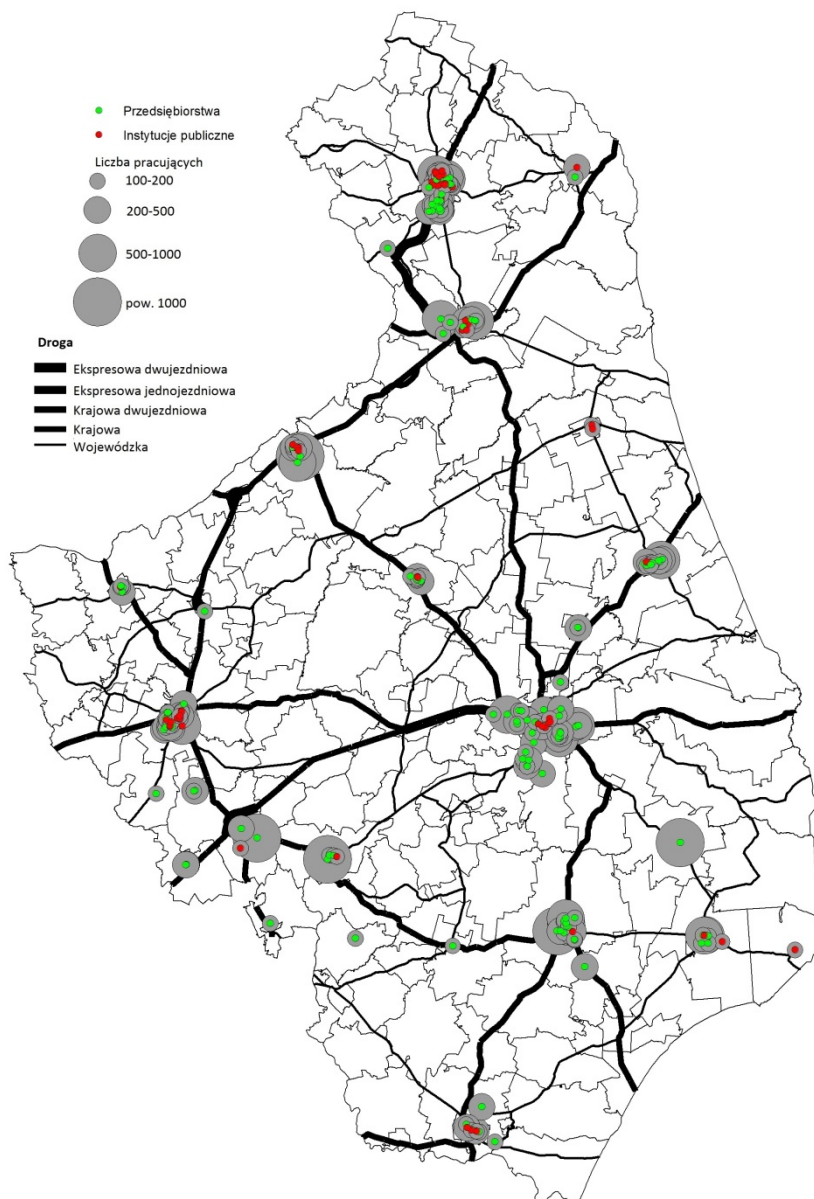 Przedsiębiorstwa
Instytucje publiczne
Liczba pracujących
100-200
200-500
500-1000
pow. 1000
Droga
Ekspresowa dwujezdniowa
Ekspresowa jednojezdniowa
Krajowa dwujezdniowa
Krajowa
Wojewódzka